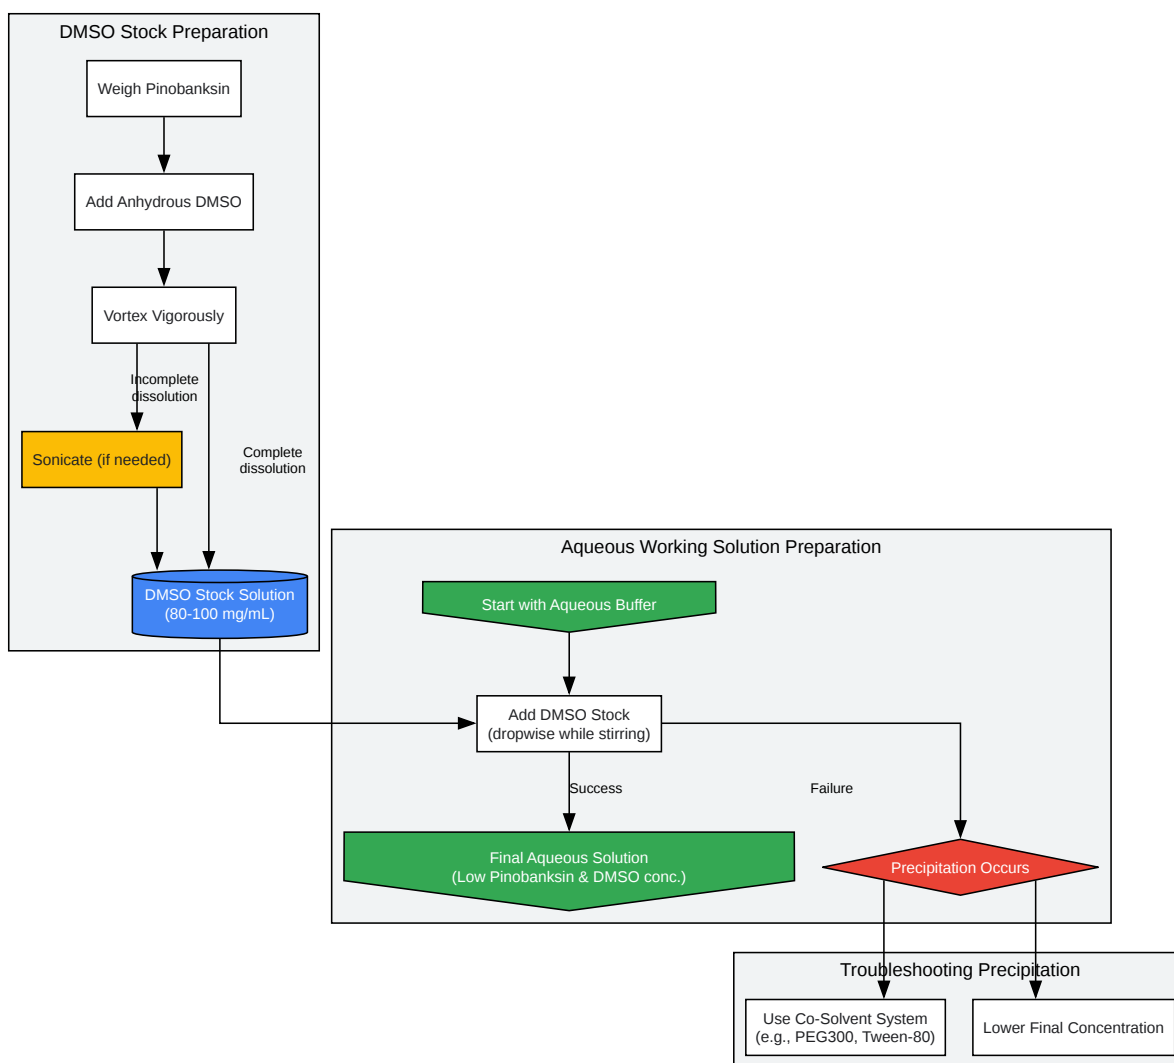 DMSO Stock Preparation
Weigh Pinobanksin
Add Anhydrous DMSO
Vortex Vigorously
Incomplete
dissolution
Complete
dissolution
Sonicate (if needed)
DMSO Stock Solution
(80-100 mg/mL)
Aqueous Working Solution Preparation
Start with Aqueous Buffer
Add DMSO Stock
(dropwise while stirring)
Success
Failure
Final Aqueous Solution
(Low Pinobanksin & DMSO conc.)
Precipitation Occurs
Troubleshooting Precipitation
Use Co-Solvent System
(e.g., PEG300, Tween-80)
Lower Final Concentration